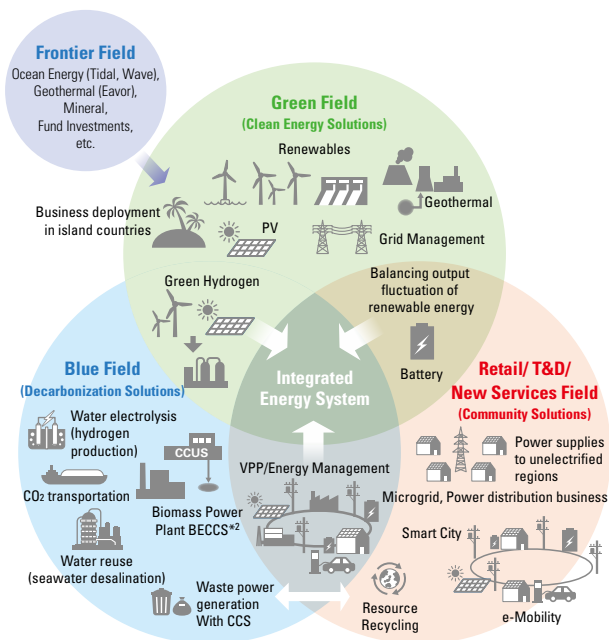 Frontier Field
Ocean Energy (Tidal, Wave),
Geothermal (Eavor),
Mineral,
Fund Investments,
etc.
Green Field
(Clean Energy Solutions)
Renewables
Geothermal
Business deployment
in island countries
PV
Grid Management
Green Hydrogen
Balancing output
fluctuation of
renewable energy
Battery
Integrated
Energy System
Blue Field
(Decarbonization Solutions)
Water electrolysis
(hydrogen
production)
CCUS
CO2 transportation
Biomass Power
Plant BECCS*2
Water reuse
(seawater desalination)
Waste power
generation
With CCS
VPP/Energy Management
Retail/ T&D/
New Services Field
(Community Solutions)
Power supplies
to unelectrified
regions
Microgrid, Power distribution business
Smart City
e-Mobility
Resource
Recycling